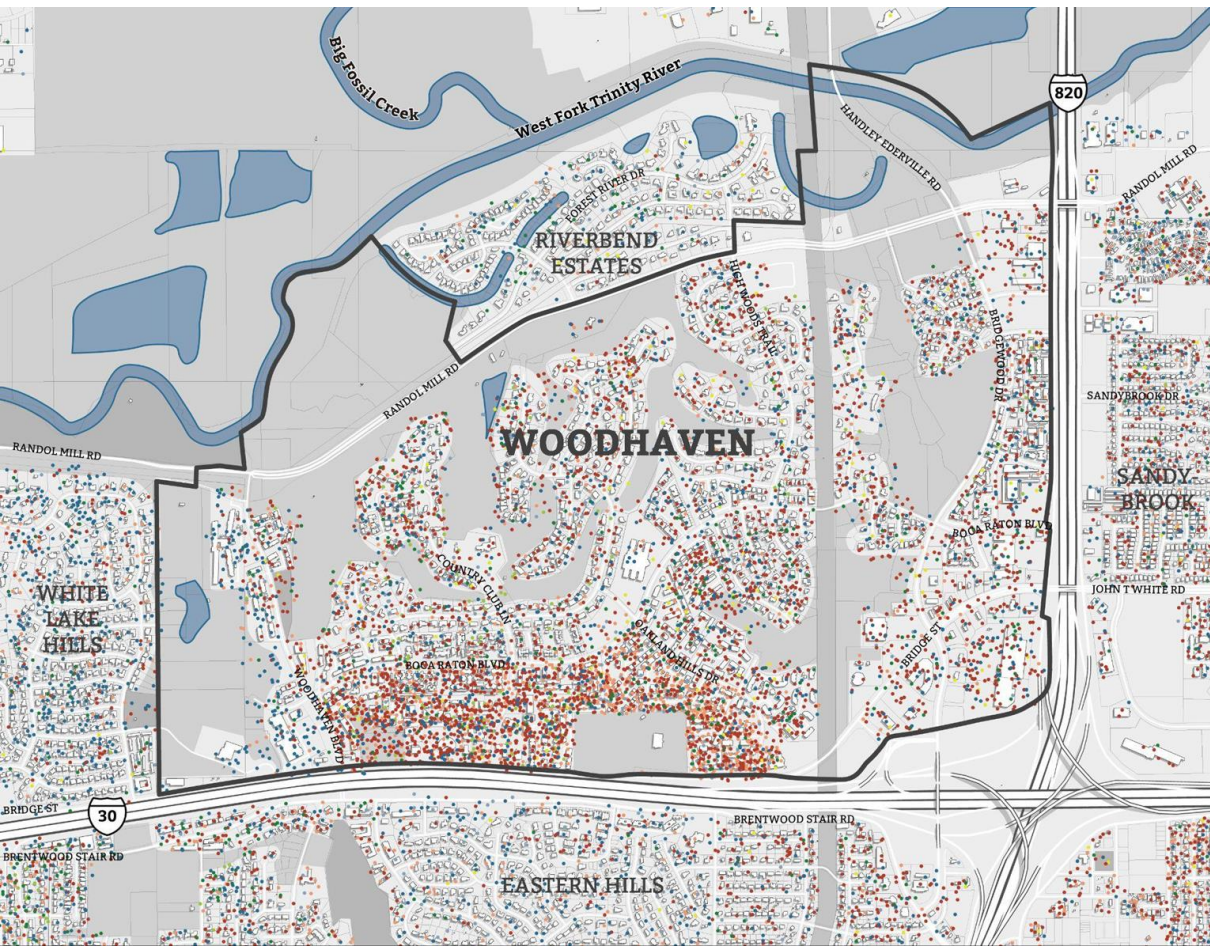 Big Fossil Creek
West Fork Trinity River
820
HANDLEY EDERVILLE RD
RANDOL MILL RD
FOREST RIVER DR
RIVERBEND
ESTATES
HIGH WOODS TRAIL
BRIDGEWOOD DR
RANDOL MILL RD
SANDYBROOK DR
WOODHAVEN
RANDOL MILL RD
SANDY
BROOK
BOCA RATON BLVD
COUNTRY CLUB LN
WHITE
LAKE
HILLS
JOHN T WHITE RD
OAKLAND HILLS DR
BRIDGE ST
BOCA RATON BLVD
WOODHAVEN BLVD
BRIDGE ST
30
BRENTWOOD STAIR RD
BRENTWOOD STAIR RD
EASTERN HILLS